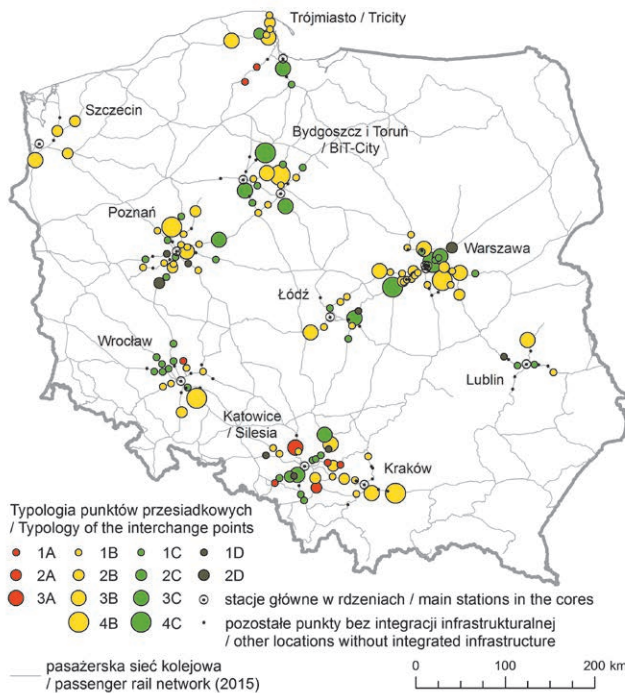 Trójmiasto / Tricity
Szczecin
Bydgoszcz i Toruń
/ BiT-City
Poznań
Warszawa
Łódź
Wrocław
Lublin
Katowice
/ Silesia
Kraków
Typologia punktów przesiadkowych
/ Typology of the interchange points
1A 1B 1C 1D
2A 2B 2C 2D
3A 3B 3C stacje główne w rdzeniach / main stations in the cores
4B 4C pozostałe punkty bez integracji infrastrukturalnej
/ other locations without integrated infrastructure
pasażerska sieć kolejowa
/ passenger rail network (2015)
0 100 200 km